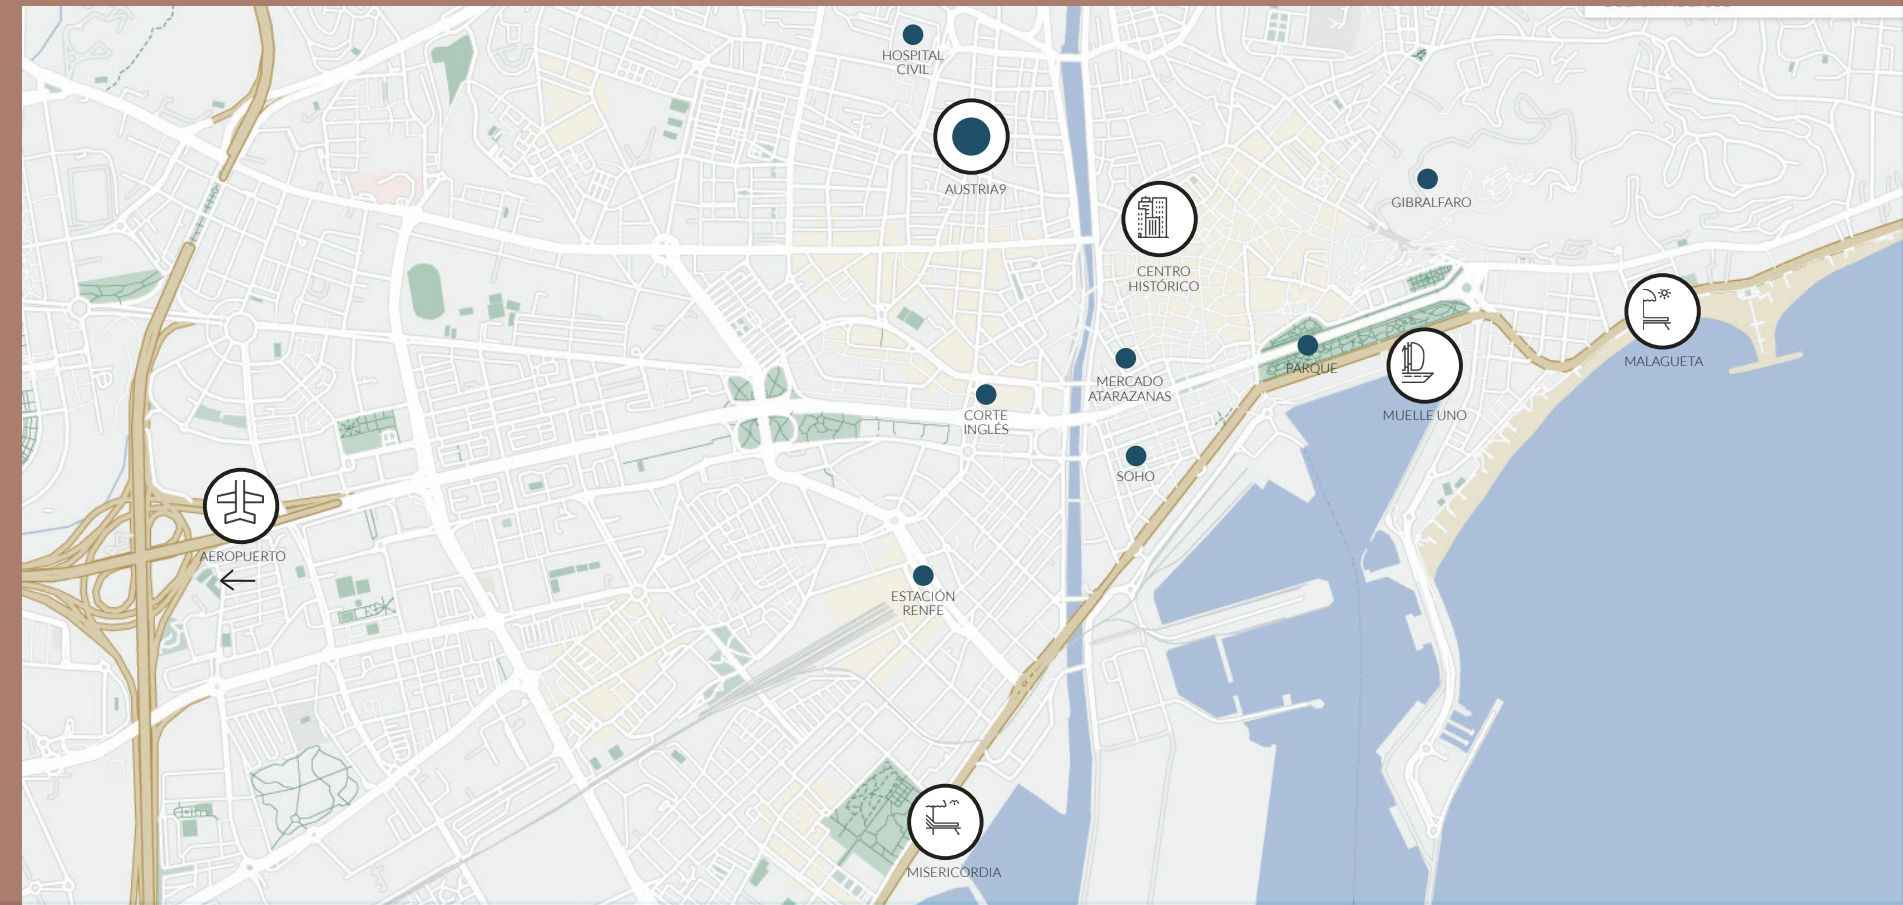 HOSPITAL
CIVIL
AUSTRIA9
GIBRALFARO
CENTRO
HISTÓRICO
MALAGUETA
PARQUE
MERCADO
ATARAZANAS
MUELLE UNO
CORTE
INGLÉS
SOHO
AEROPUERTO
ESTACIÓN
RENFE
MISERICORDIA